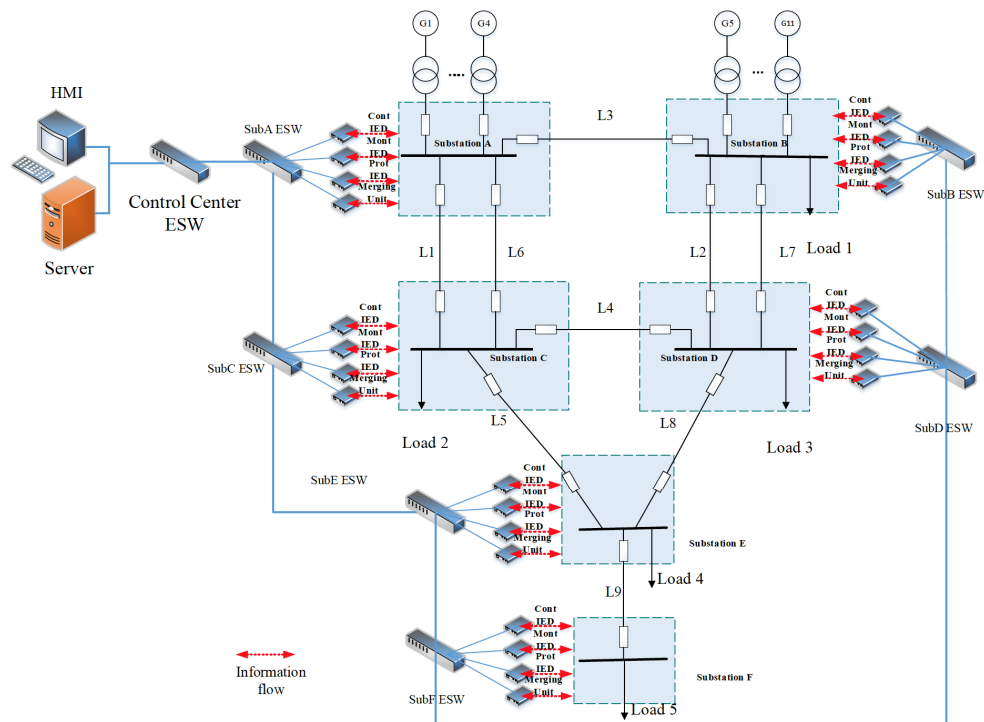 G1
G4
G5
G11
....
...
HMI
SubA ESW
Control Center
ESW
Server
Cont
IED
Mont
IED
Prot
IED
Merging
Unit
Substation A
L3
Substation B
Cont
IED
Mont
IED
Prot
IED
Merging
Unit
SubB ESW
Load 1
L1
L6
L2
L7
SubC ESW
Cont
IED
Mont
IED
Prot
IED
Merging
Unit
Substation C
L4
Substation D
Cont
IED
Mont
IED
Prot
IED
Merging
Unit
SubD ESW
Load 2
L5
L8
Load 3
SubE ESW
Cont
IED
Mont
IED
Prot
IED
Merging
Unit
Substation E
Load 4
L9
Cont
IED
Mont
IED
Prot
IED
Merging
Unit
Substation F
SubF ESW
Load 5
Information
flow